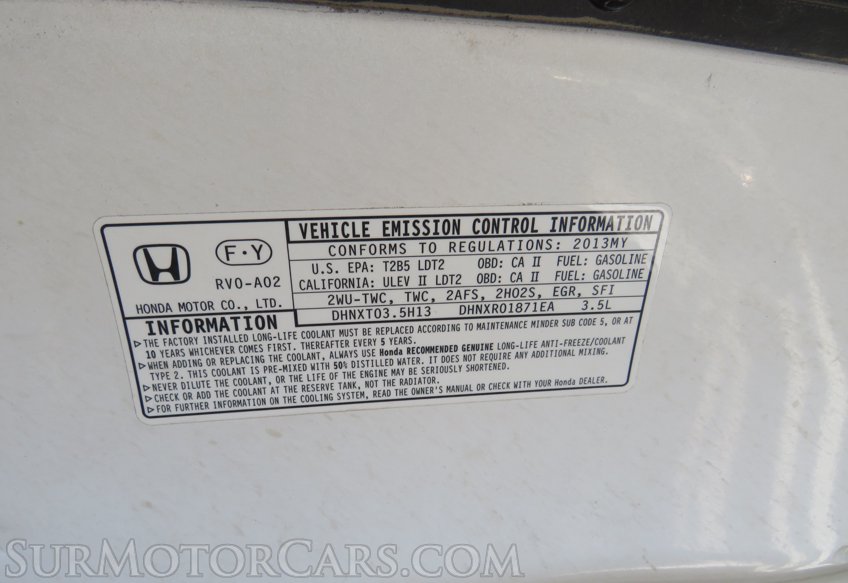 F·Y
RV0-A02
HONDA MOTOR CO., LTD.
VEHICLE EMISSION CONTROL INFORMATION
CONFORMS TO REGULATIONS: 2013MY
U.S. EPA: T2B5 LDT2 OBD: CA II FUEL: GASOLINE
CALIFORNIA: ULEV II LDT2 OBD: CA II FUEL: GASOLINE
2WU-TWC, TWC, 2AFS, 2HO2S, EGR, SFI
DHNXT03.5H13 DHNXR01871EA 3.5L
INFORMATION
▷THE FACTORY INSTALLED LONG-LIFE COOLANT MUST BE REPLACED ACCORDING TO MAINTENANCE MINDER SUB CODE 5, OR AT
10 YEARS WHICHEVER COMES FIRST. THEREAFTER EVERY 5 YEARS.
▷WHEN ADDING OR REPLACING THE COOLANT, ALWAYS USE Honda RECOMMENDED GENUINE LONG-LIFE ANTI-FREEZE/COOLANT
TYPE 2. THIS COOLANT IS PRE-MIXED WITH 50% DISTILLED WATER. IT DOES NOT REQUIRE ANY ADDITIONAL MIXING.
▷NEVER DILUTE THE COOLANT, OR THE LIFE OF THE ENGINE MAY BE SERIOUSLY SHORTENED.
▷CHECK OR ADD THE COOLANT AT THE RESERVE TANK, NOT THE RADIATOR.
▷FOR FURTHER INFORMATION ON THE COOLING SYSTEM, READ THE OWNER'S MANUAL OR CHECK WITH YOUR Honda DEALER.
SURMOTORCARS.COM